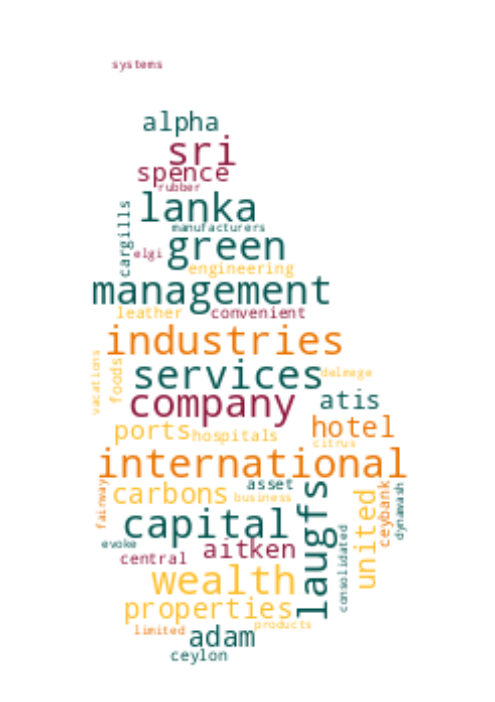 systems
alpha
sri
spence
rubber
lanka
cargills
manufacturers
elgi
green
engineering
management
leather
convenient
industries
vacations
foods
services
delmege
company
atis
ports
hospitals
hotel
citrus
international
fairway
carbons
asset
business
laugfs
united
ceybank
dynawash
capital
consolidated
evoke
central
aitken
wealth
properties
limited
products
adam
ceylon